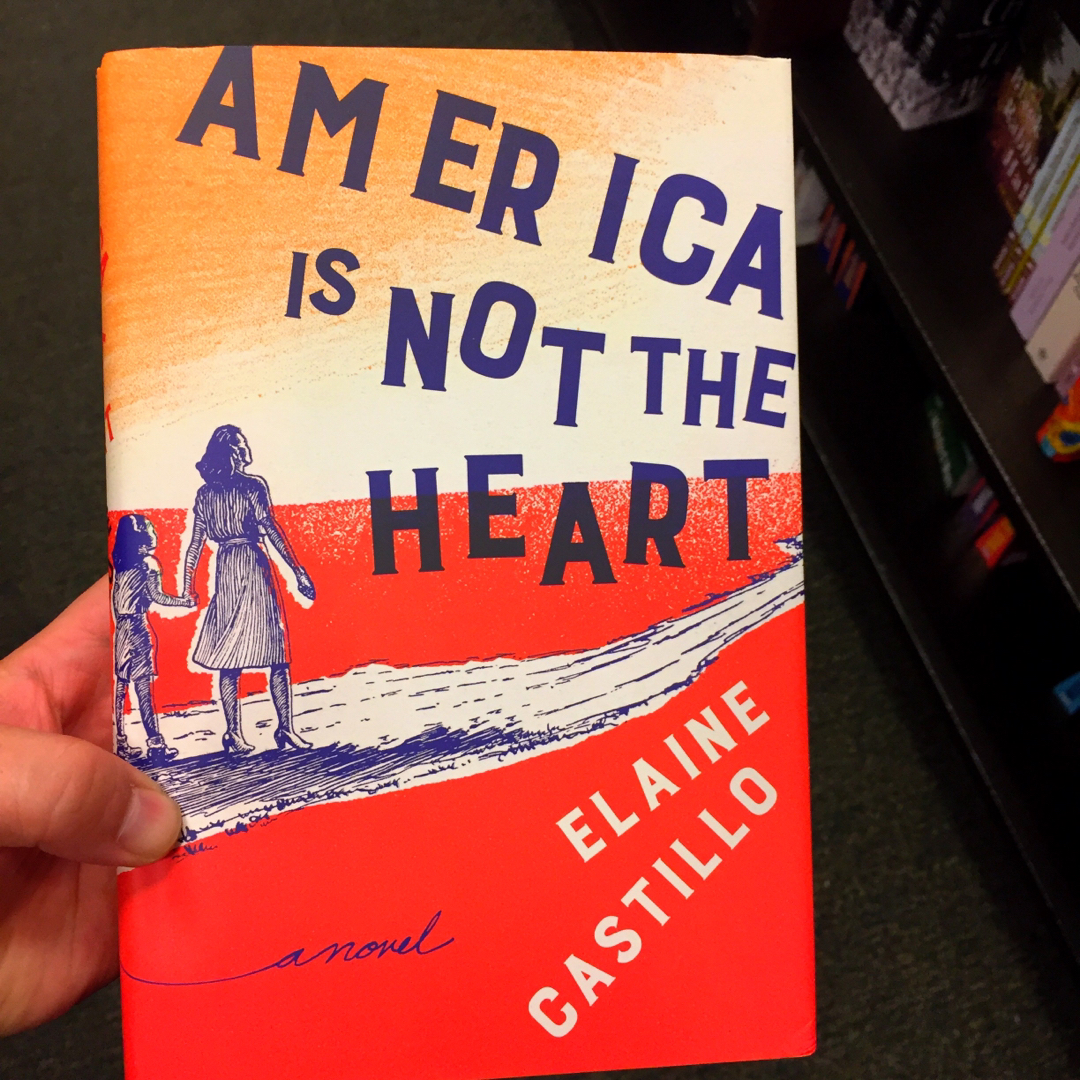 AMERICA
IS NOT THE
HEART
ELAINE
CASTILLO
a novel